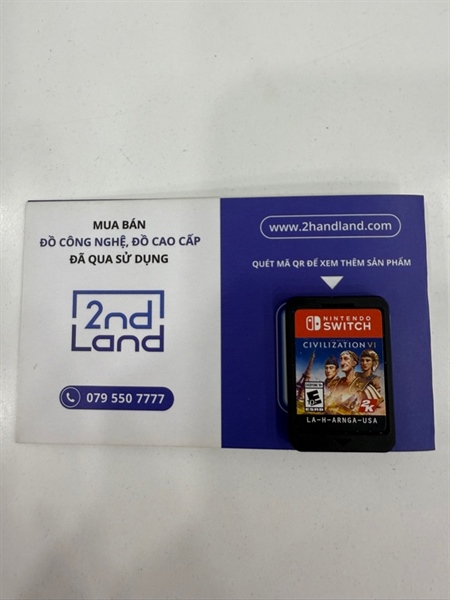 MUA BÁN
ĐỒ CÔNG NGHỆ, ĐỒ CAO CẤP
ĐÃ QUA SỬ DỤNG
2nd
Land
079 550 7777
www.2handland.com
QUÉT MÃ QR ĐỂ XEM THÊM SẢN PHẨM
NINTENDO
SWITCH
CIVILIZATION VI
E
ESRB
2K
LA-H-ARNGA-USA